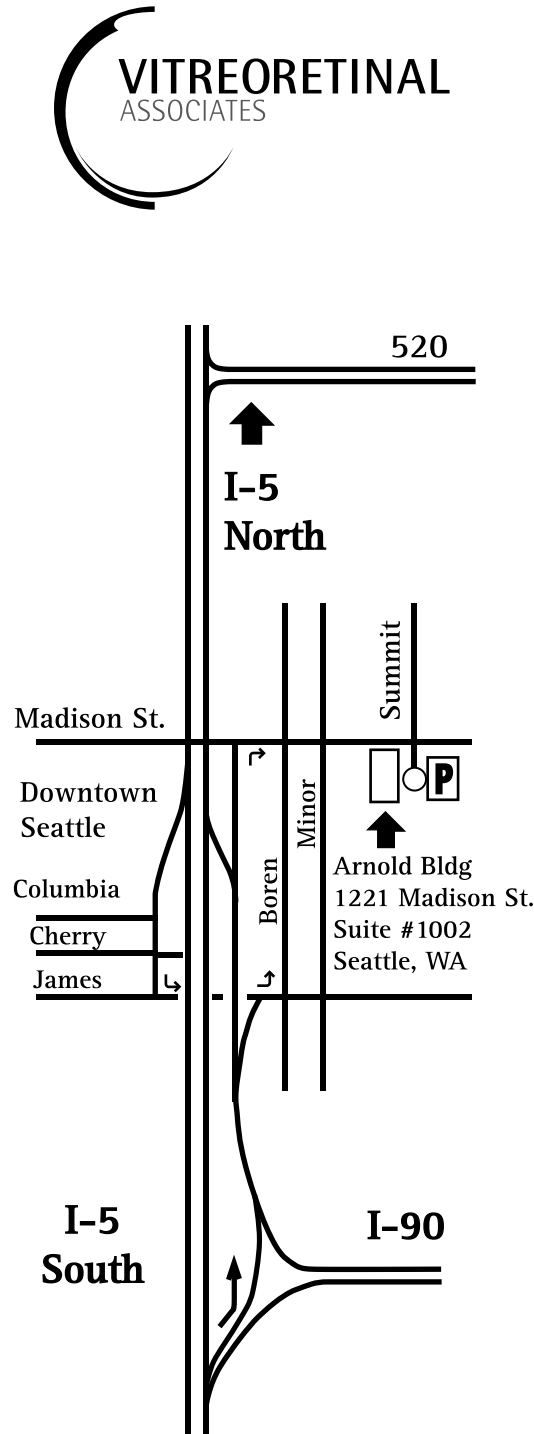 VITREORETINAL
ASSOCIATES
520
I-5
North
Summit
Madison St.
Downtown
Seattle
Minor
Boren
P
Arnold Bldg
1221 Madison St.
Suite #1002
Seattle, WA
Columbia
Cherry
James
I-5
South
I-90